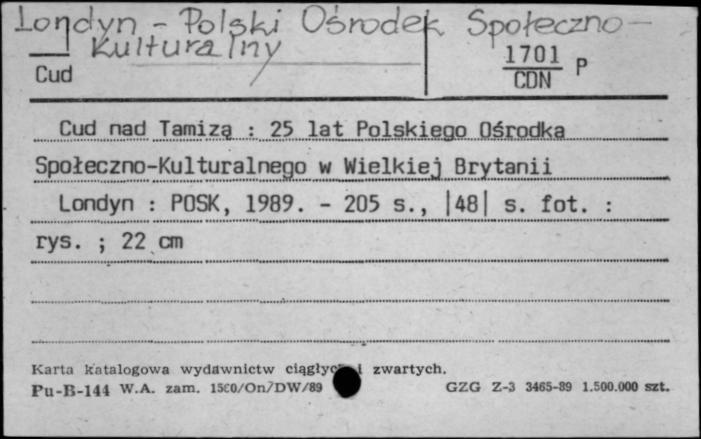 Londyn - Polski Ośrodek Społeczno-
Kulturalny
Cud
1701
CDN P
Cud nad Tamizą : 25 lat Polskiego Ośrodka
Społeczno-Kulturalnego w Wielkiej Brytanii
Londyn : POSK, 1989. - 205 s., |48| s. fot. :
rys. ; 22 cm
Karta katalogowa wydawnictw ciągłych i zwartych.
Pu-B-144 W.A. zam. 1500/On/DW/89 GZG Z-3 3465-89 1.500.000 szt.